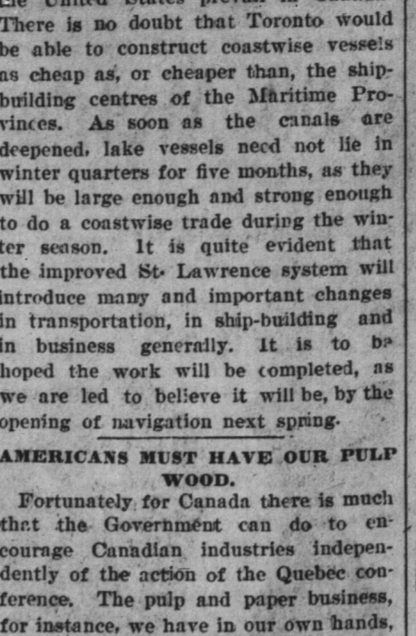 the United States prevail in Canada.
There is no doubt that Toronto would
be able to construct coastwise vessels
as cheap as, or cheaper than, the ship-
building centres of the Maritime Pro-
vinces. As soon as the canals are
deepened, lake vessels need not lie in
winter quarters for five months, as they
will be large enough and strong enough
to do a coastwise trade during the win-
ter season. It is quite evident that
the improved St. Lawrence system will
introduce many and important changes
in transportation, in ship-building and
in business generally. It is to be
hoped the work will be completed, as
we are led to believe it will be, by the
opening of navigation next spring.
AMERICANS MUST HAVE OUR PULP
WOOD.
Fortunately for Canada there is much
that the Government can do to en-
courage Canadian industries indepen-
dently of the action of the Quebec con-
ference. The pulp and paper business,
for instance, we have in our own hands,